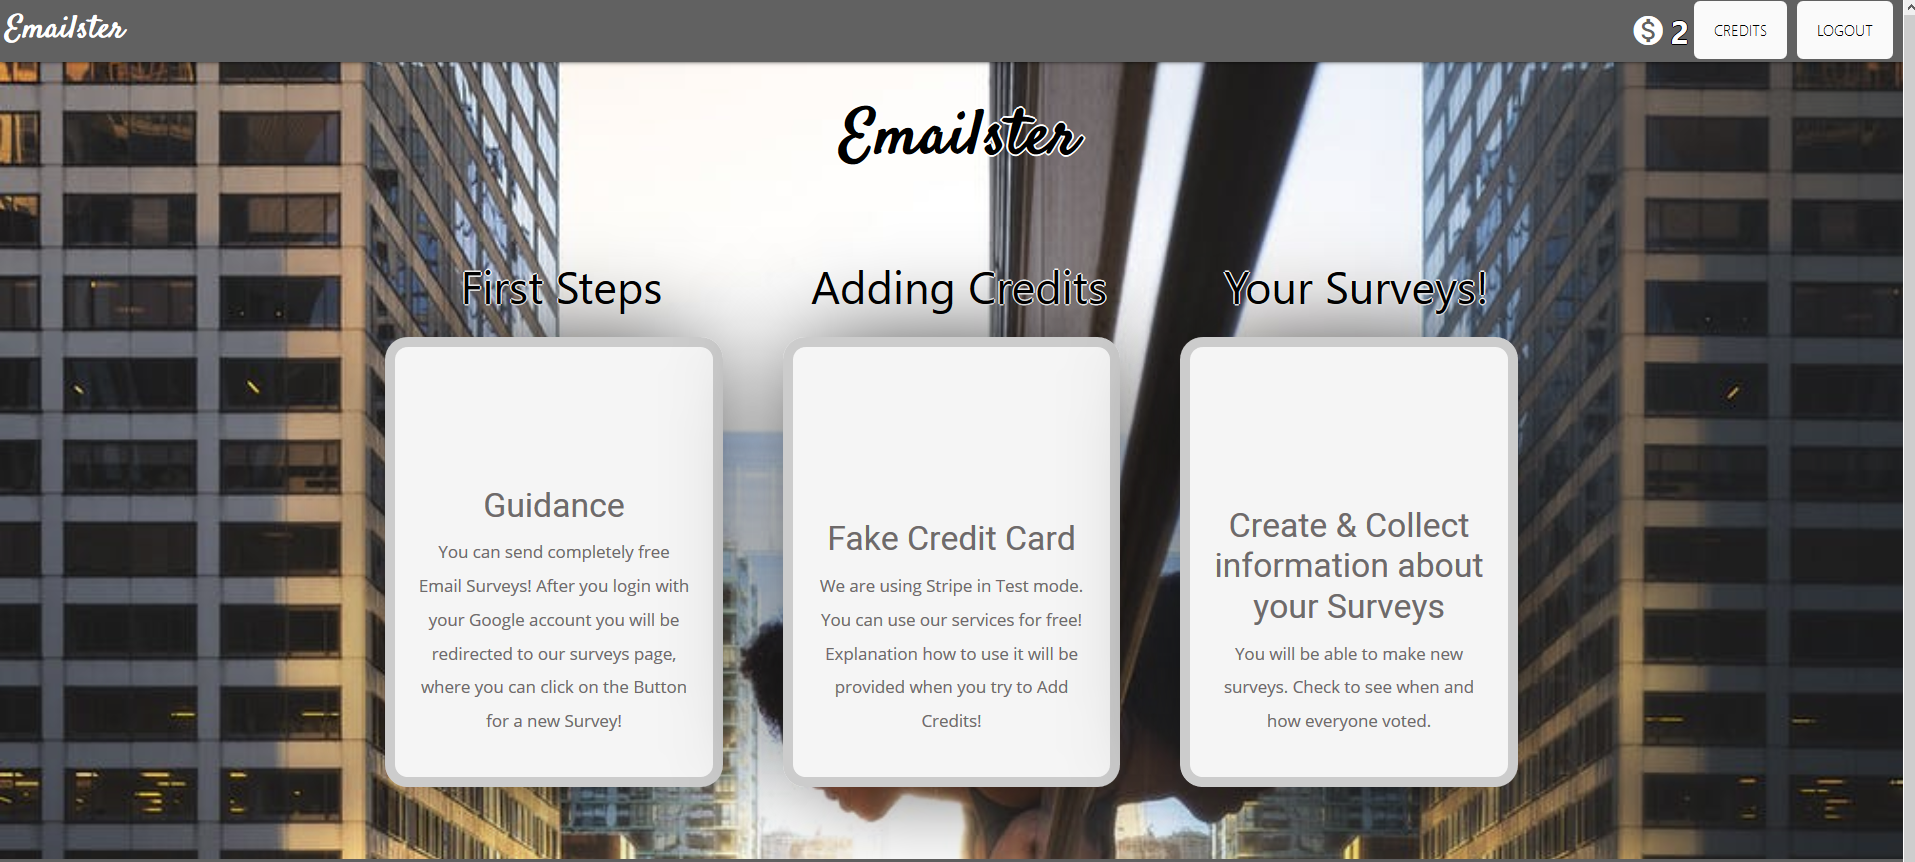 Emailster
$ 2 CREDITS LOGOUT
Emailster
First Steps
Adding Credits
Your Surveys!
Guidance
You can send completely free
Email Surveys! After you login with
your Google account you will be
redirected to our surveys page,
where you can click on the Button
for a new Survey!
Fake Credit Card
We are using Stripe in Test mode.
You can use our services for free!
Explanation how to use it will be
provided when you try to Add
Credits!
Create & Collect
information about
your Surveys
You will be able to make new
surveys. Check to see when and
how everyone voted.